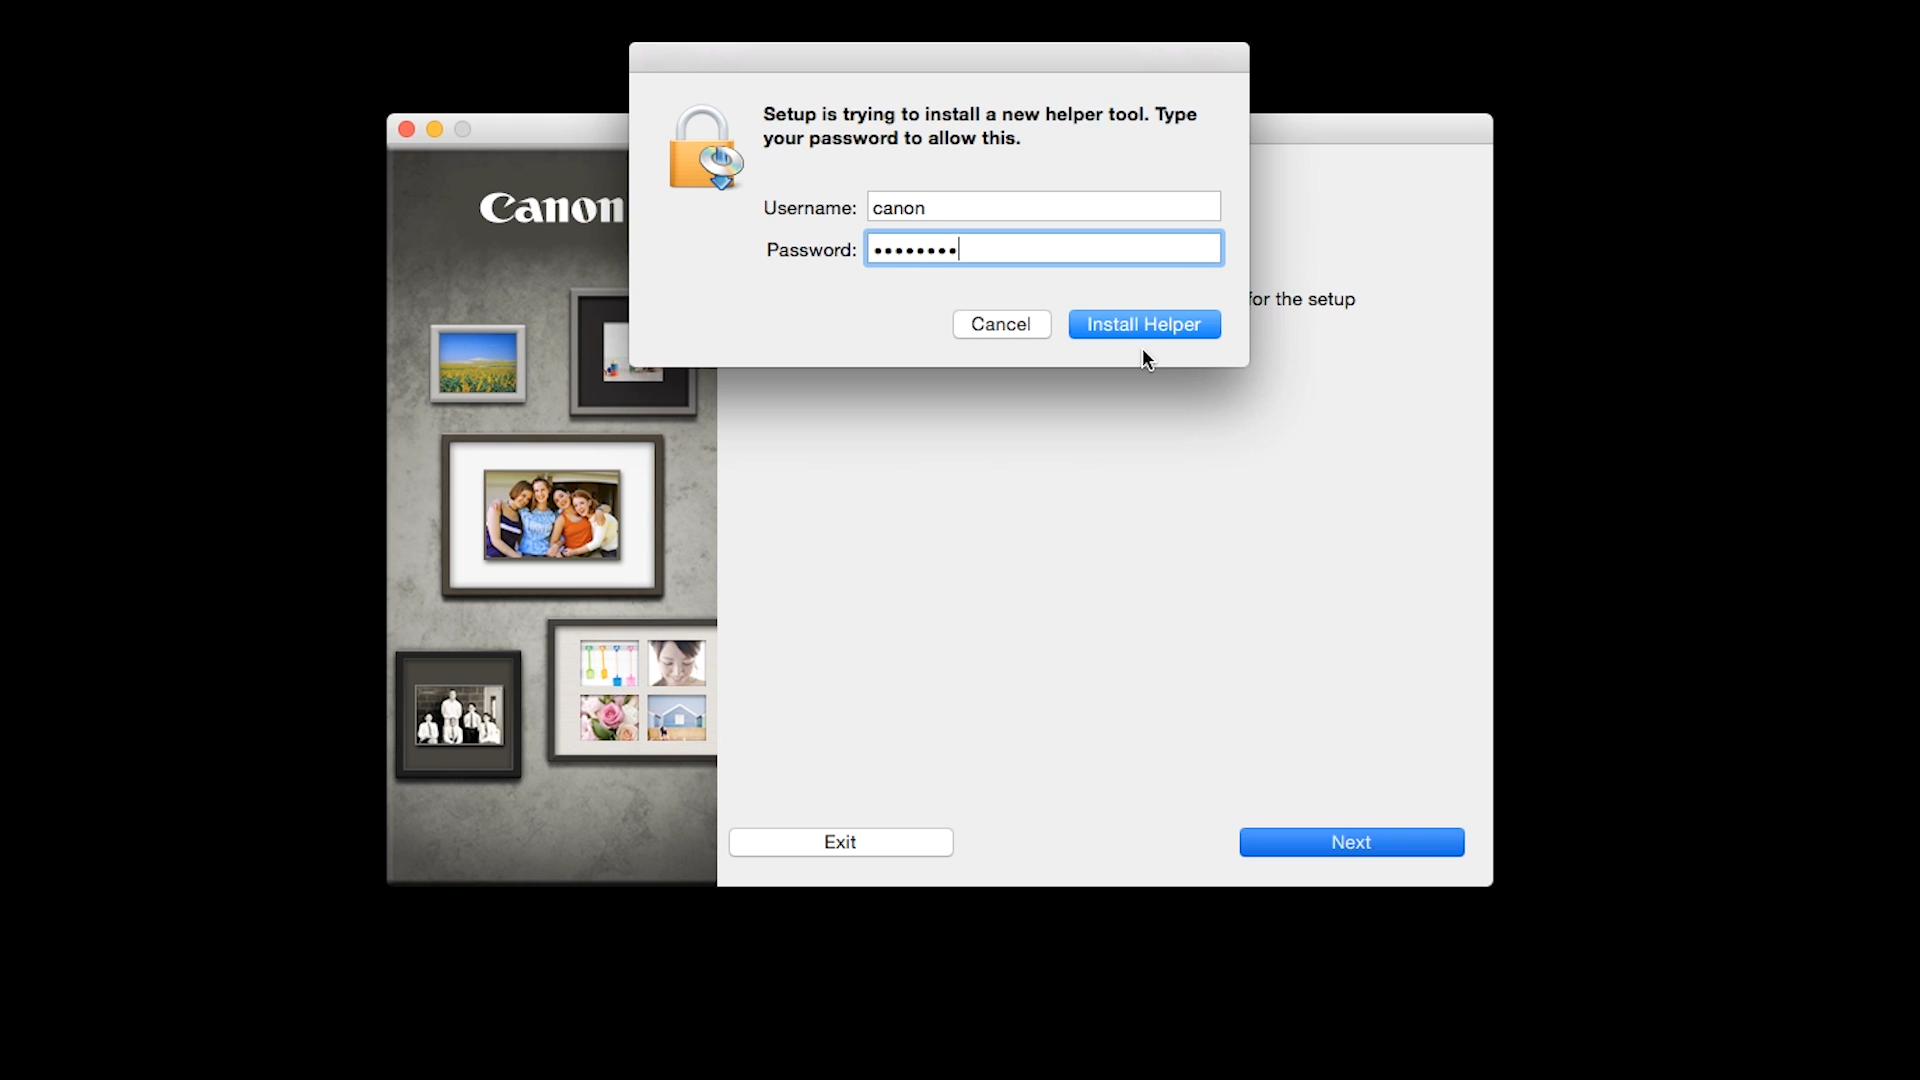 Setup is trying to install a new helper tool. Type
your password to allow this.
Canon
Username: canon
Password: ••••••••
for the setup
Cancel
Install Helper
Exit
Next